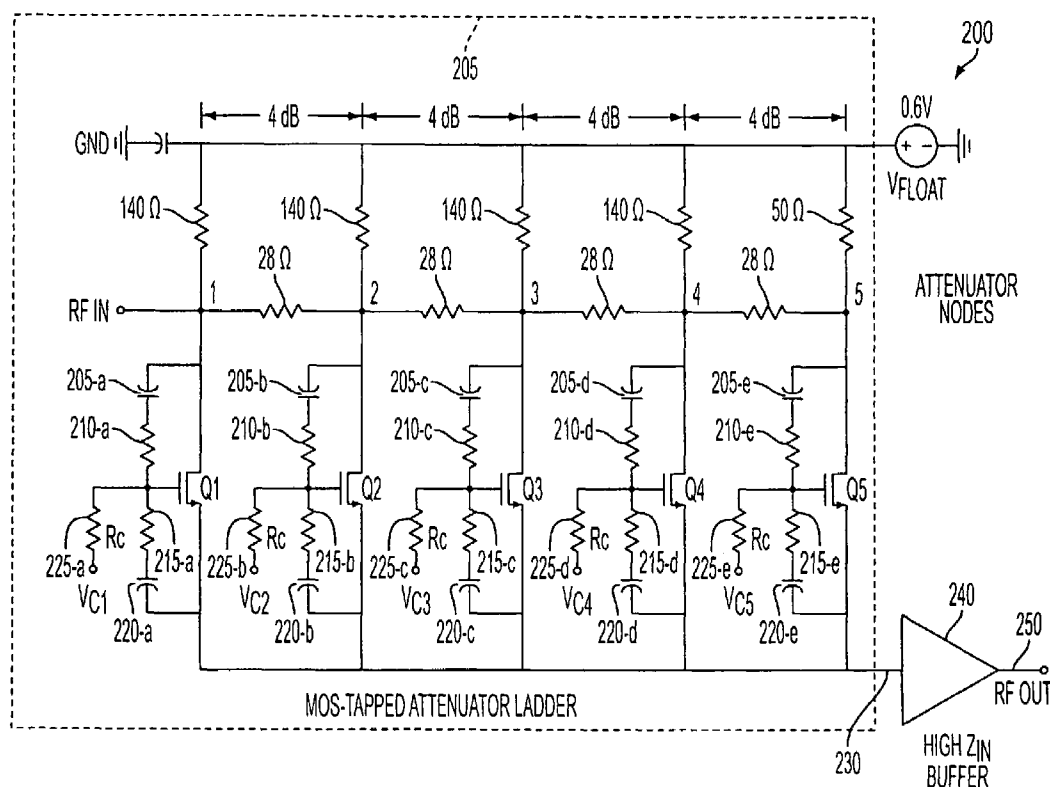 200
205
4 dB 4 dB 4 dB 4 dB
0.6V
GND
+ -
VFLOAT
140 Ω 140 Ω 140 Ω 140 Ω 50 Ω
28 Ω 28 Ω 28 Ω 28 Ω
1 2 3 4 5
RF IN
ATTENUATOR
NODES
205-a 205-b 205-c 205-d 205-e
210-a 210-b 210-c 210-d 210-e
Q1 Q2 Q3 Q4 Q5
Rc Rc Rc Rc Rc
225-a 215-a 225-b 215-b 225-c 215-c 225-d 215-d 225-e 215-e
VC1 VC2 VC3 VC4 VC5
220-a 220-b 220-c 220-d 220-e
240
250
RF OUT
MOS-TAPPED ATTENUATOR LADDER
230
HIGH ZIN
BUFFER